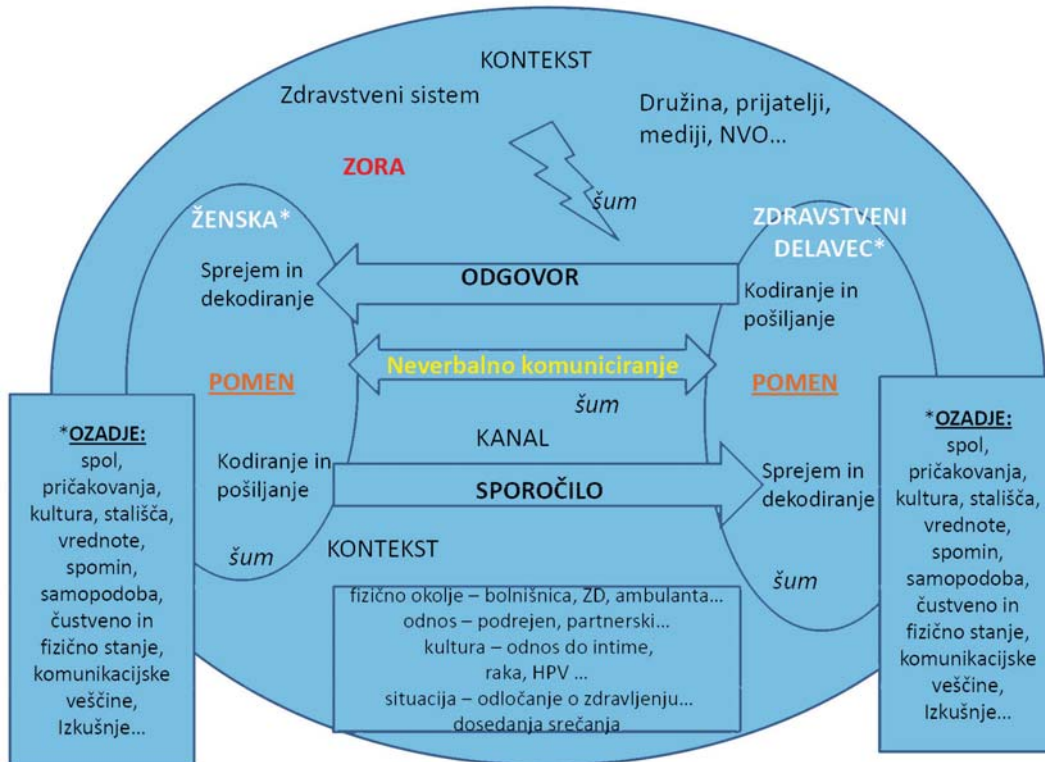 KONTEKST
Zdravstveni sistem
Družina, prijatelji,
mediji, NVO...
ZORA
šum
ŽENSKA*
ZDRAVSTVENI
DELAVEC*
Sprejem in
dekodiranje
ODGOVOR
Kodiranje in
pošiljanje
Neverbalno komuniciranje
POMEN
POMEN
šum
KANAL
Kodiranje in
pošiljanje
SPOROČILO
Sprejem in
dekodiranje
šum
KONTEKST
šum
*OZADJE:
spol,
pričakovanja,
kultura, stališča,
vrednote,
spomin,
samopodoba,
čustveno in
fizično stanje,
komunikacijske
veščine,
Izkušnje...
fizično okolje – bolnišnica, ZD, ambulanta...
odnos – podrejen, partnerski...
kultura – odnos do intime,
raka, HPV ...
situacija – odločanje o zdravljenju...
dosedanja srečanja
*OZADJE:
spol,
pričakovanja,
kultura, stališča,
vrednote,
spomin,
samopodoba,
čustveno in
fizično stanje,
komunikacijske
veščine,
Izkušnje...